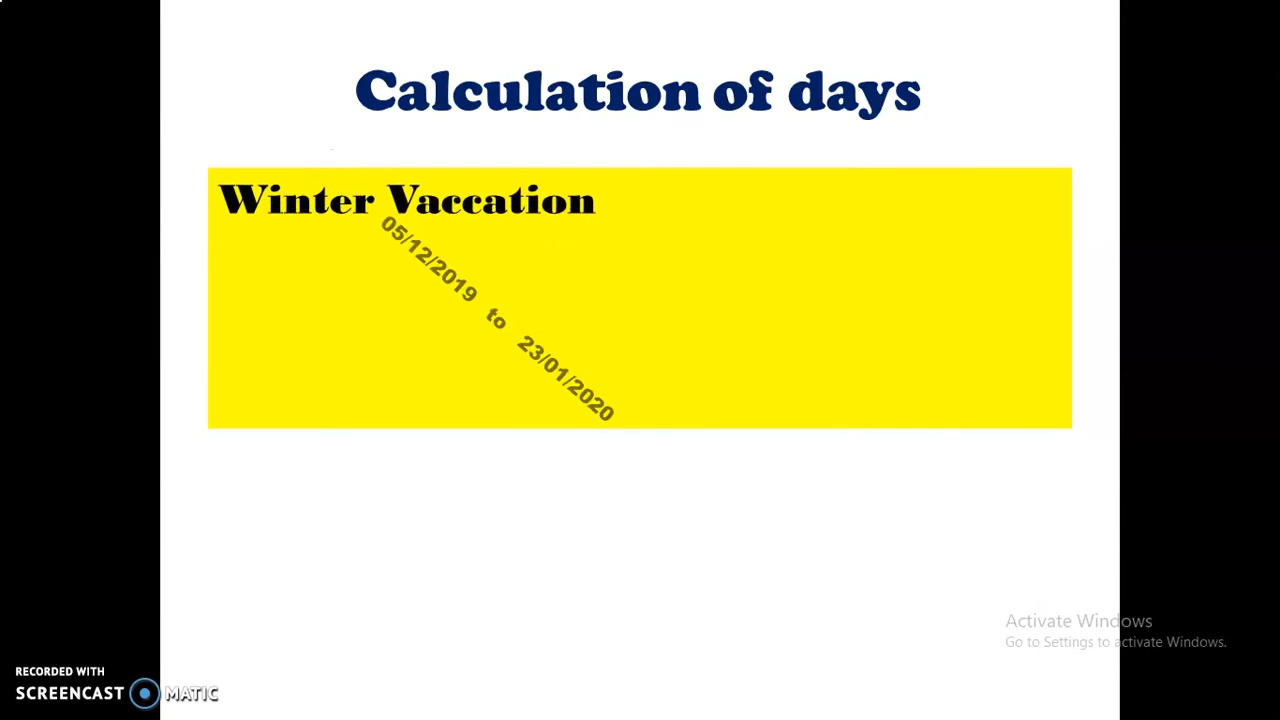 Calculation of days
Winter Vaccation
05/12/2019 to 23/01/2020
Activate Windows
Go to Settings to activate Windows.
RECORDED WITH
SCREENCAST MATIC